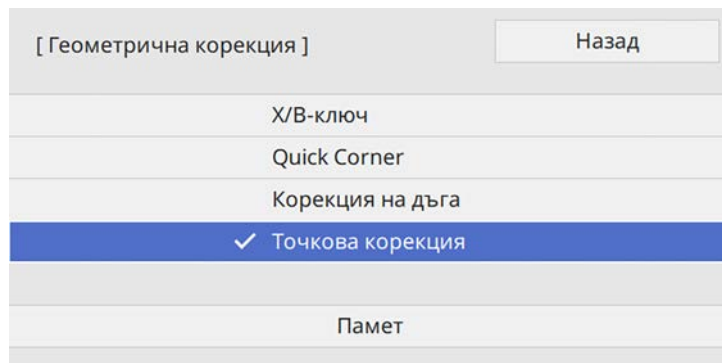 [ Геометрична корекция ]
Назад
Х/В-ключ
Quick Corner
Корекция на дъга
Точкова корекция
Памет